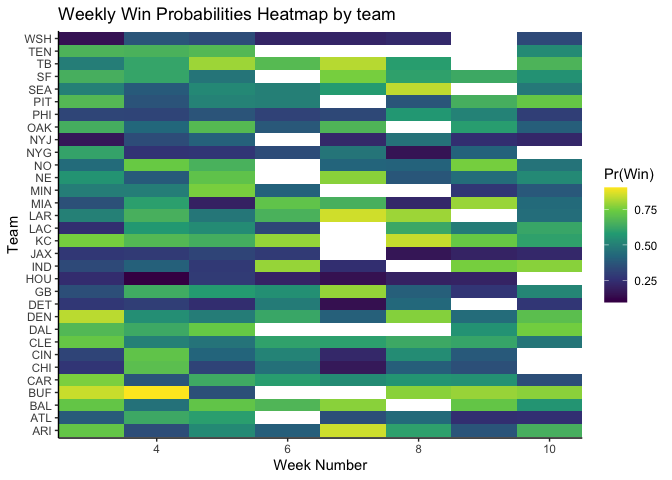 Weekly Win Probabilities Heatmap by team
WSH
TEN
TB
SF
SEA
PIT
PHI
OAK
NYJ
NYG
NO
NE
MIN
MIA
LAR
LAC
KC
JAX
IND
HOU
GB
DET
DEN
DAL
CLE
CIN
CHI
CAR
BUF
BAL
ATL
ARI
Team
4 6 8 10
Week Number
Pr(Win)
0.75
0.50
0.25